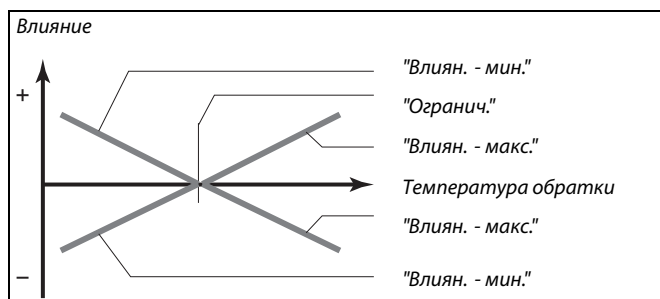 Влияние
"Влиян. - мин."
+
"Огранич."
"Влиян. - макс."
Температура обратки
"Влиян. - макс."
–
"Влиян. - мин."